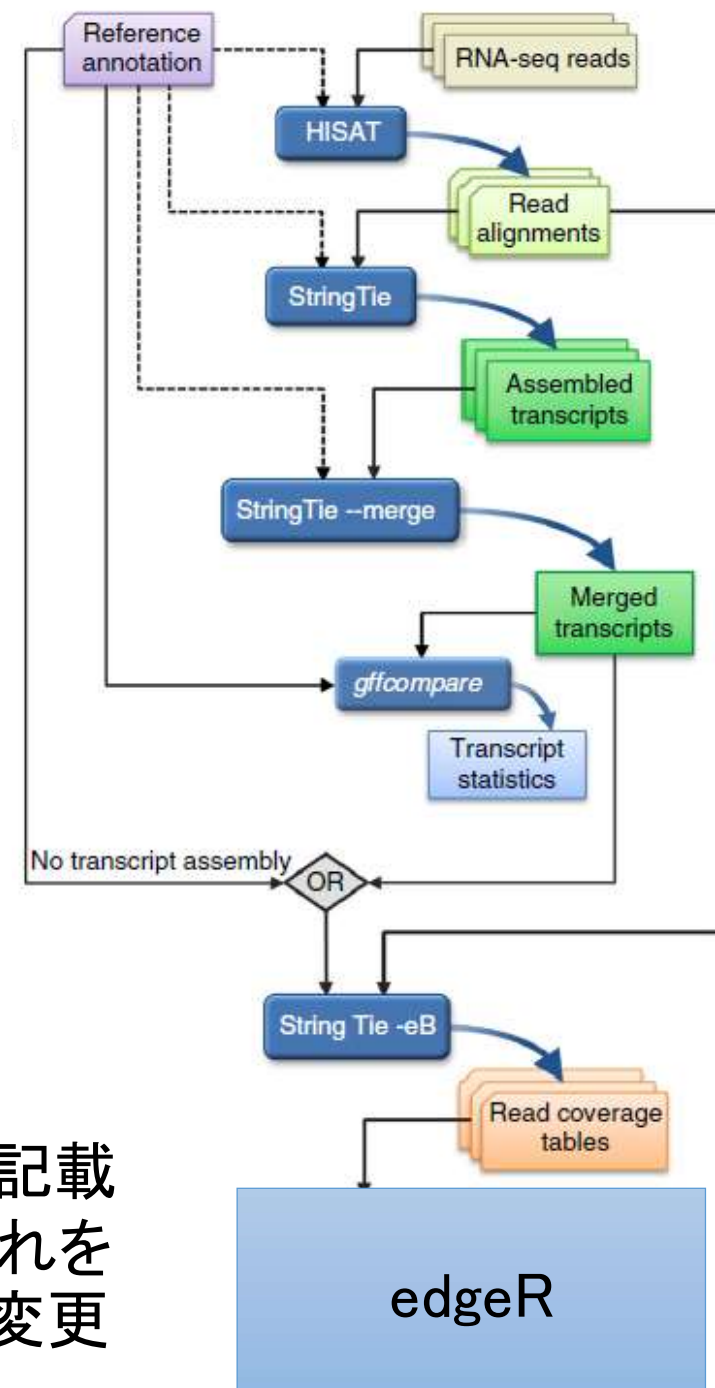 Reference
annotation
RNA-seq reads
HISAT
Read
alignments
StringTie
Assembled
transcripts
StringTie --merge
Merged
transcripts
gffcompare
Transcript
statistics
No transcript assembly
OR
String Tie -eB
Read coverage
tables
記載
れを
変更
edgeR